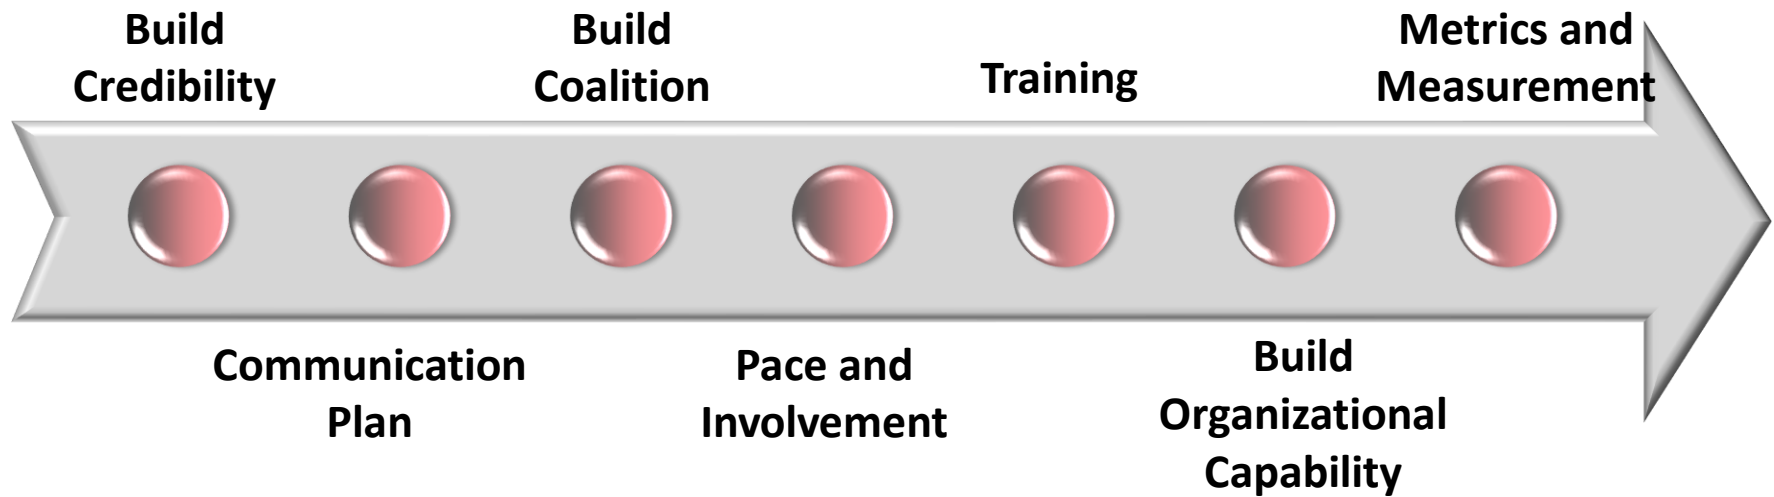 Build
Credibility
Communication
Plan
Build
Coalition
Pace and
Involvement
Training
Build
Organizational
Capability
Metrics and
Measurement